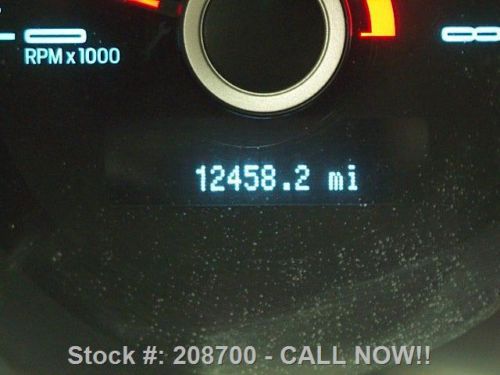 RPM x 1000
12458.2 mi
Stock #: 208700 - CALL NOW!!